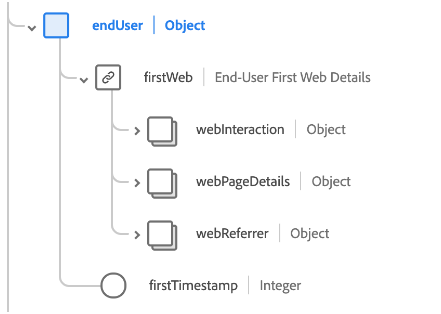 endUser | Object
firstWeb | End-User First Web Details
webInteraction | Object
webPageDetails | Object
webReferrer | Object
firstTimestamp | Integer